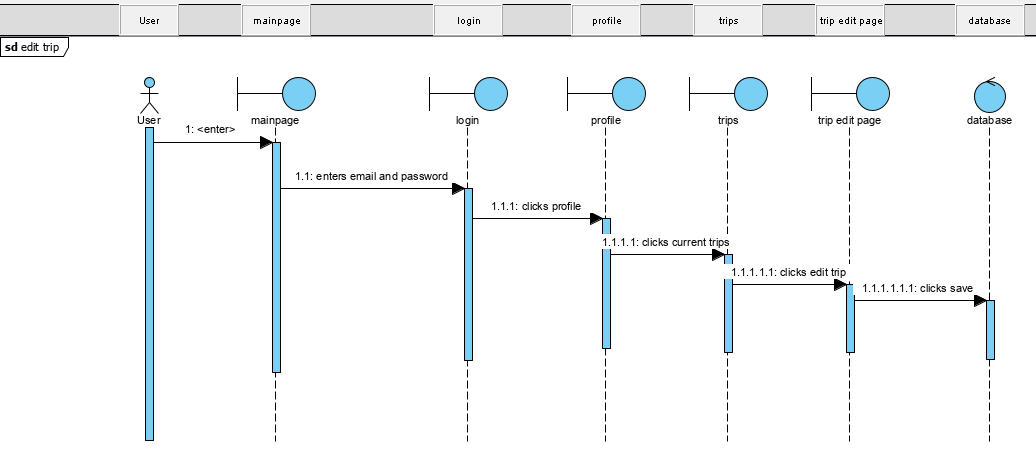 User mainpage login profile trips trip edit page database
sd edit trip
User mainpage login profile trips trip edit page database
1: <enter>
1.1: enters email and password
1.1.1: clicks profile
1.1.1.1: clicks current trips
1.1.1.1.1: clicks edit trip
1.1.1.1.1.1: clicks save